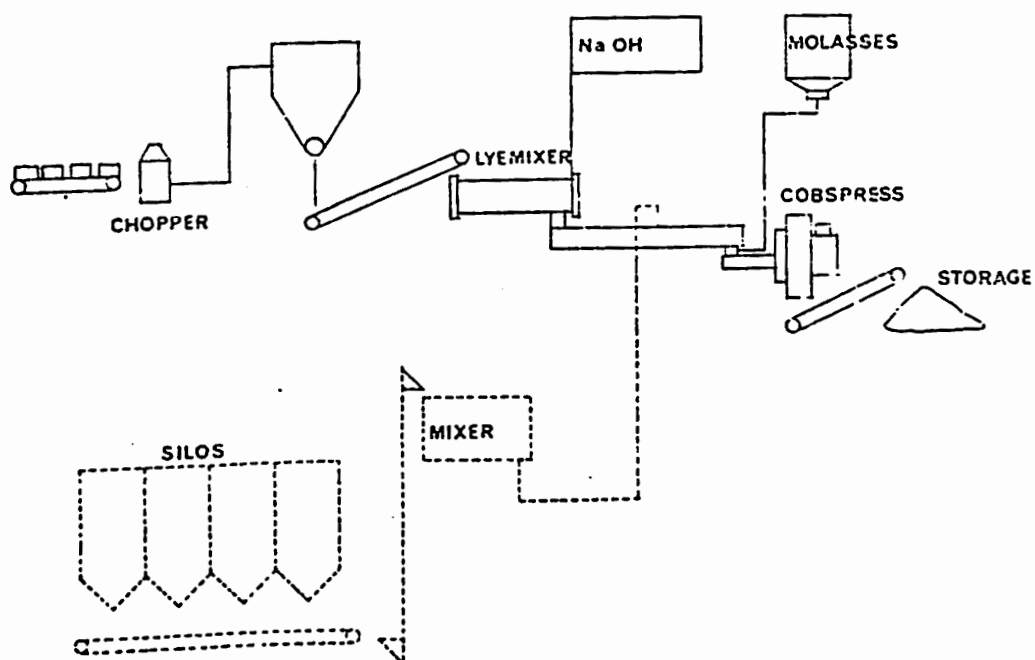 Na OH
MOLASSES
LYEMIXER
COBSPRESS
CHOPPER
STORAGE
MIXER
SILOS